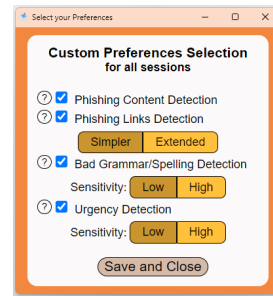 Select your Preferences
Custom Preferences Selection
for all sessions
? Phishing Content Detection
? Phishing Links Detection
Simpler Extended
? Bad Grammar/Spelling Detection
Sensitivity: Low High
? Urgency Detection
Sensitivity: Low High
Save and Close